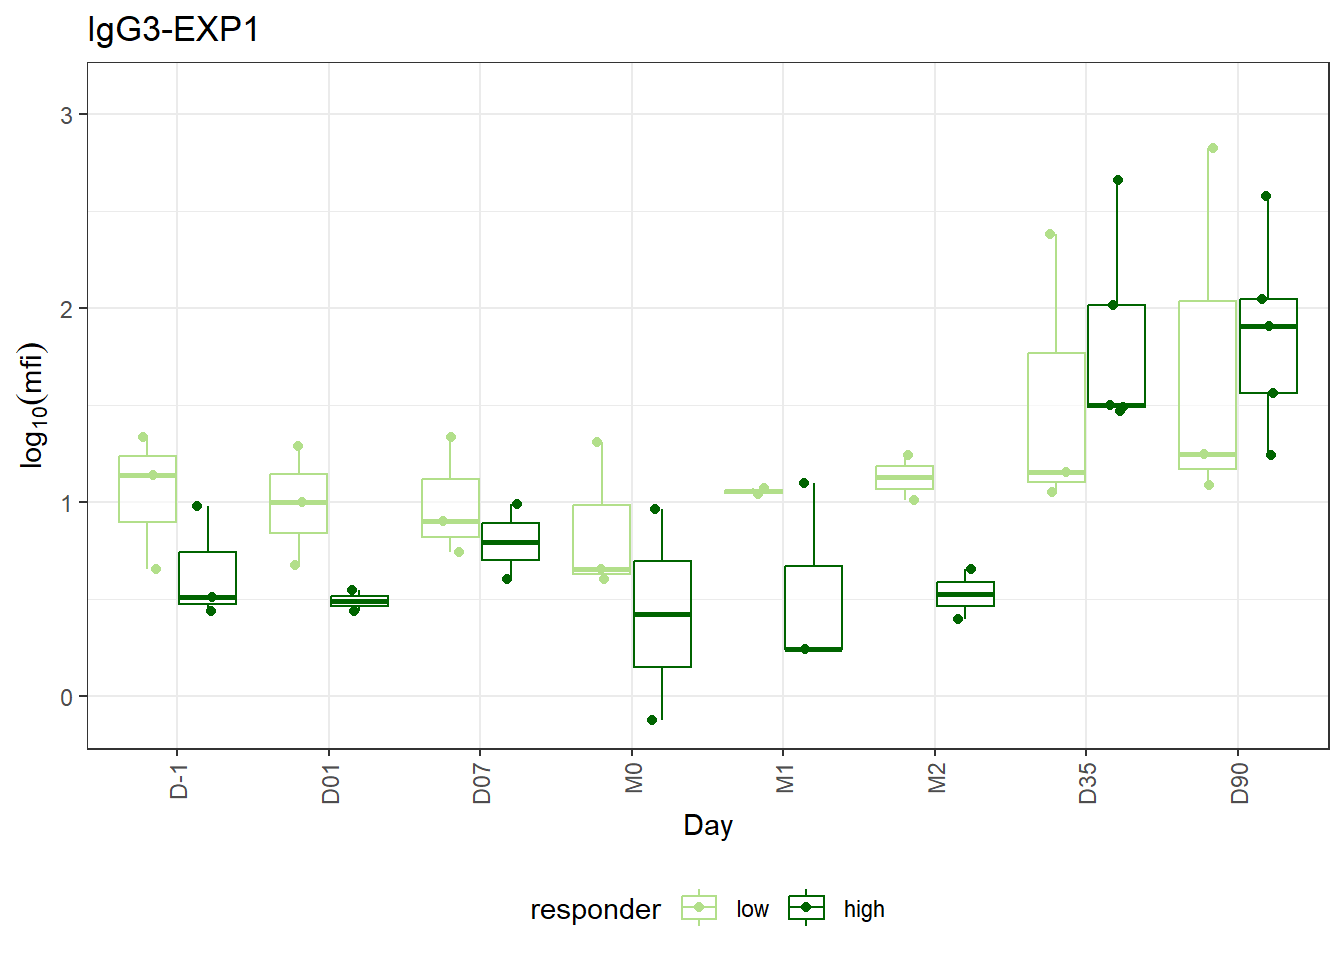 IgG3-EXP1
3
2
1
0
log10(mfi)
D-1
D01
D07
M0
M1
M2
D35
D90
Day
responder
low
high